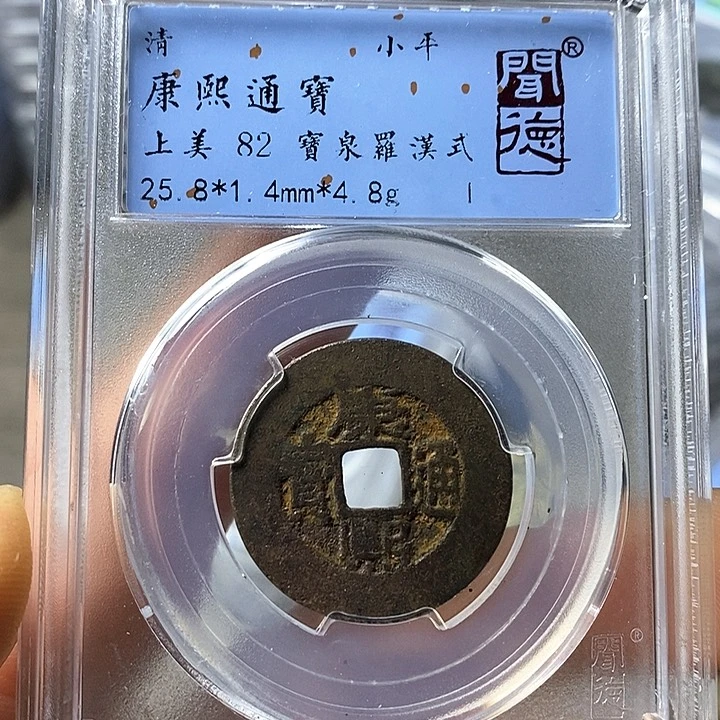 清 小平
康熙通寶
上美 82 寶泉羅漢式
25.8*1.4mm*4.8g
聞德®
康熙通寶
聞德®